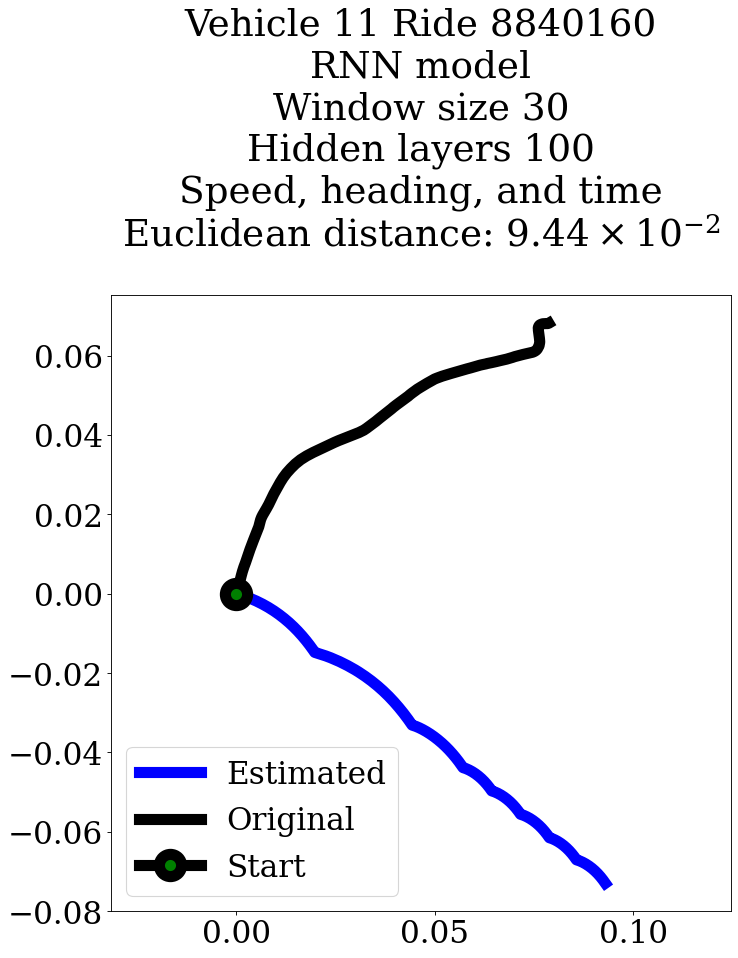 Vehicle 11 Ride 8840160
RNN model
Window size 30
Hidden layers 100
Speed, heading, and time
Euclidean distance: 9.44 × 10⁻²
0.06
0.04
0.02
0.00
−0.02
−0.04
−0.06
−0.08
Estimated
Original
Start
0.00 0.05 0.10